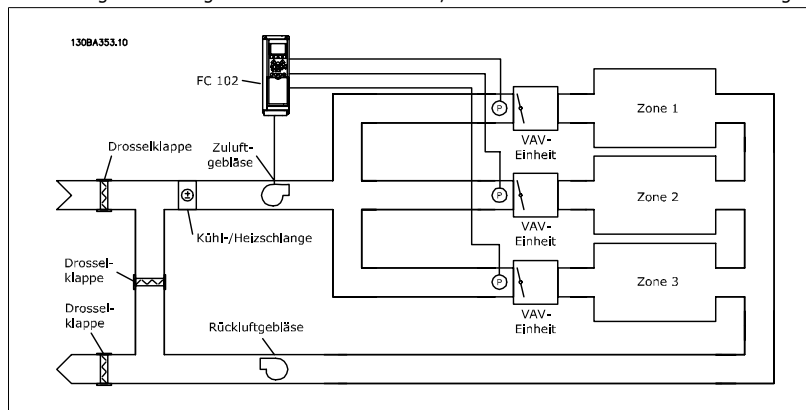 130BA353.10
FC 102
Drosselklappe
Zuluft-
gebläse
Kühl-/Heizschlange
Drossel-
klappe
Drossel-
klappe
Rückluftgebläse
P
VAV-
Einheit
Zone 1
P
VAV-
Einheit
Zone 2
P
VAV-
Einheit
Zone 3